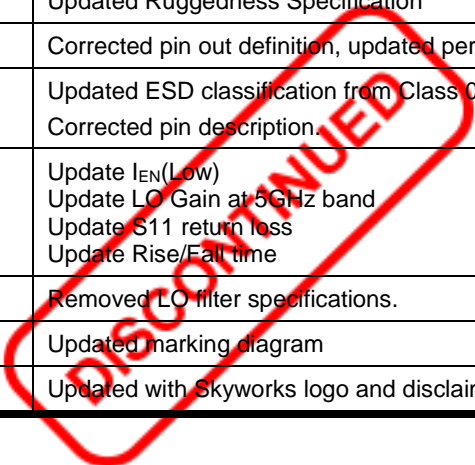 Updated Ruggedness Specification
Corrected pin out definition, updated per
Updated ESD classification from Class 0
Corrected pin description.
Update IEN(Low)
Update LO Gain at 5GHz band
Update S11 return loss
Update Rise/Fall time
Removed LO filter specifications.
Updated marking diagram
Updated with Skyworks logo and disclair
DISCONTINUED